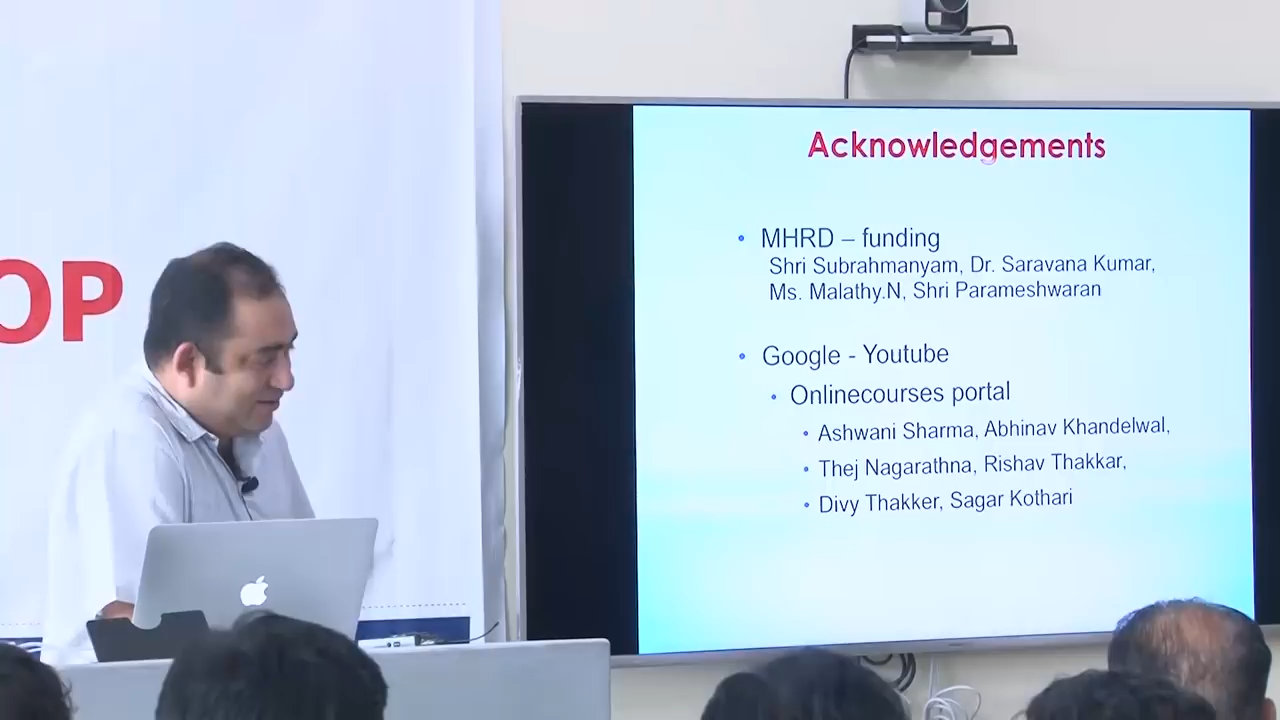 OP
Acknowledgements
• MHRD – funding
Shri Subrahmanyam, Dr. Saravana Kumar,
Ms. Malathy.N, Shri Parameshwaran
• Google - Youtube
• Onlinecourses portal
• Ashwani Sharma, Abhinav Khandelwal,
• Thej Nagarathna, Rishav Thakkar,
• Divy Thakker, Sagar Kothari